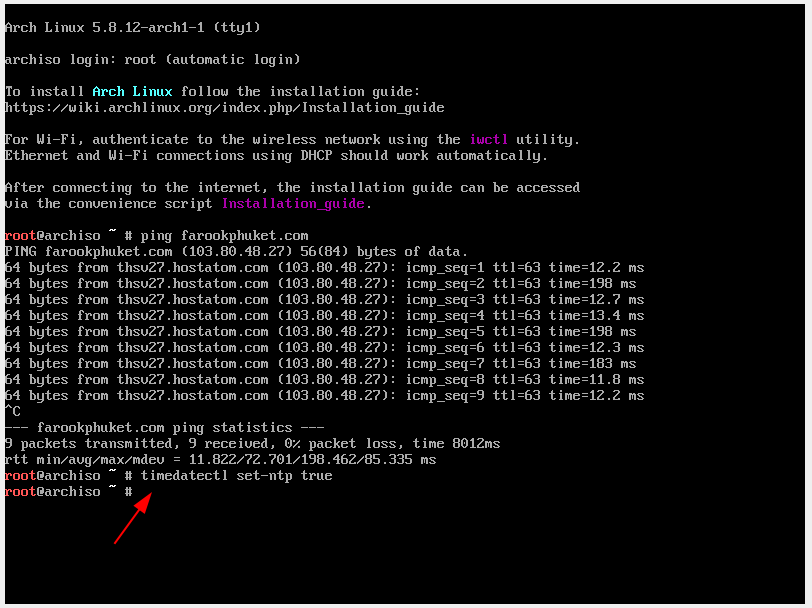 Arch Linux 5.8.12-arch1-1 (tty1)
archiso login: root (automatic login)
To install Arch Linux follow the installation guide:
https://wiki.archlinux.org/index.php/Installation_guide
For Wi-Fi, authenticate to the wireless network using the iwctl utility.
Ethernet and Wi-Fi connections using DHCP should work automatically.
After connecting to the internet, the installation guide can be accessed
via the convenience script Installation_guide.
root@archiso ~ # ping farookphuket.com
PING farookphuket.com (103.80.48.27) 56(84) bytes of data.
64 bytes from thsv27.hostatom.com (103.80.48.27): icmp_seq=1 ttl=63 time=12.2 ms
64 bytes from thsv27.hostatom.com (103.80.48.27): icmp_seq=2 ttl=63 time=198 ms
64 bytes from thsv27.hostatom.com (103.80.48.27): icmp_seq=3 ttl=63 time=12.7 ms
64 bytes from thsv27.hostatom.com (103.80.48.27): icmp_seq=4 ttl=63 time=13.4 ms
64 bytes from thsv27.hostatom.com (103.80.48.27): icmp_seq=5 ttl=63 time=198 ms
64 bytes from thsv27.hostatom.com (103.80.48.27): icmp_seq=6 ttl=63 time=12.3 ms
64 bytes from thsv27.hostatom.com (103.80.48.27): icmp_seq=7 ttl=63 time=183 ms
64 bytes from thsv27.hostatom.com (103.80.48.27): icmp_seq=8 ttl=63 time=11.8 ms
64 bytes from thsv27.hostatom.com (103.80.48.27): icmp_seq=9 ttl=63 time=12.2 ms
^C
--- farookphuket.com ping statistics ---
9 packets transmitted, 9 received, 0% packet loss, time 8012ms
rtt min/avg/max/mdev = 11.822/72.701/198.462/85.335 ms
root@archiso ~ # timedatectl set-ntp true
root@archiso ~ #